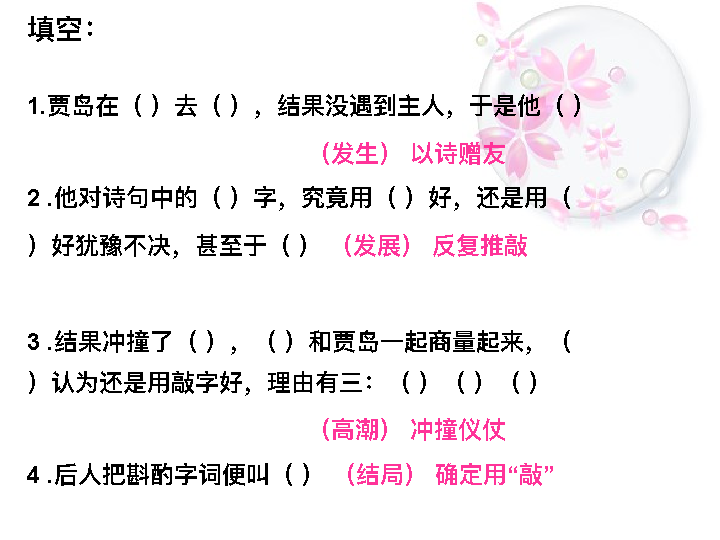 填空：
1.贾岛在（ ）去（ ），结果没遇到主人，于是他（ ）
（发生） 以诗赠友
2 .他对诗句中的（ ）字，究竟用（ ）好，还是用（
）好犹豫不决，甚至于（ ） （发展） 反复推敲
3 .结果冲撞了（ ），（ ）和贾岛一起商量起来，（
）认为还是用敲字好，理由有三：（ ）（ ）（ ）
（高潮） 冲撞仪仗
4 .后人把斟酌字词便叫（ ） （结局） 确定用“敲”